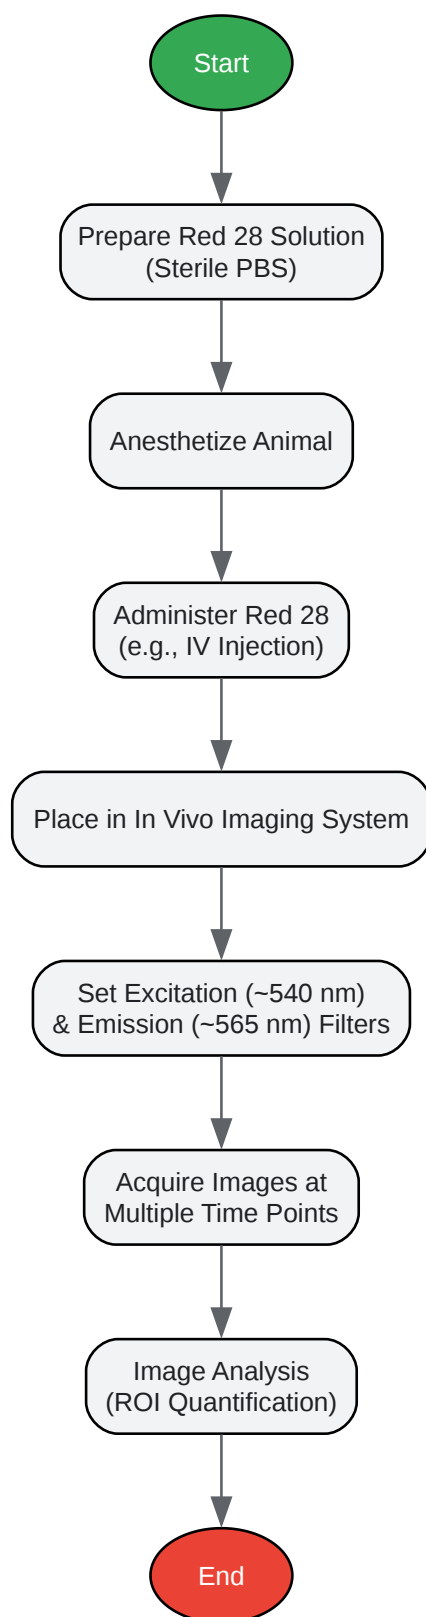 Start
Prepare Red 28 Solution
(Sterile PBS)
Anesthetize Animal
Administer Red 28
(e.g., IV Injection)
Place in In Vivo Imaging System
Set Excitation (~540 nm)
& Emission (~565 nm) Filters
Acquire Images at
Multiple Time Points
Image Analysis
(ROI Quantification)
End